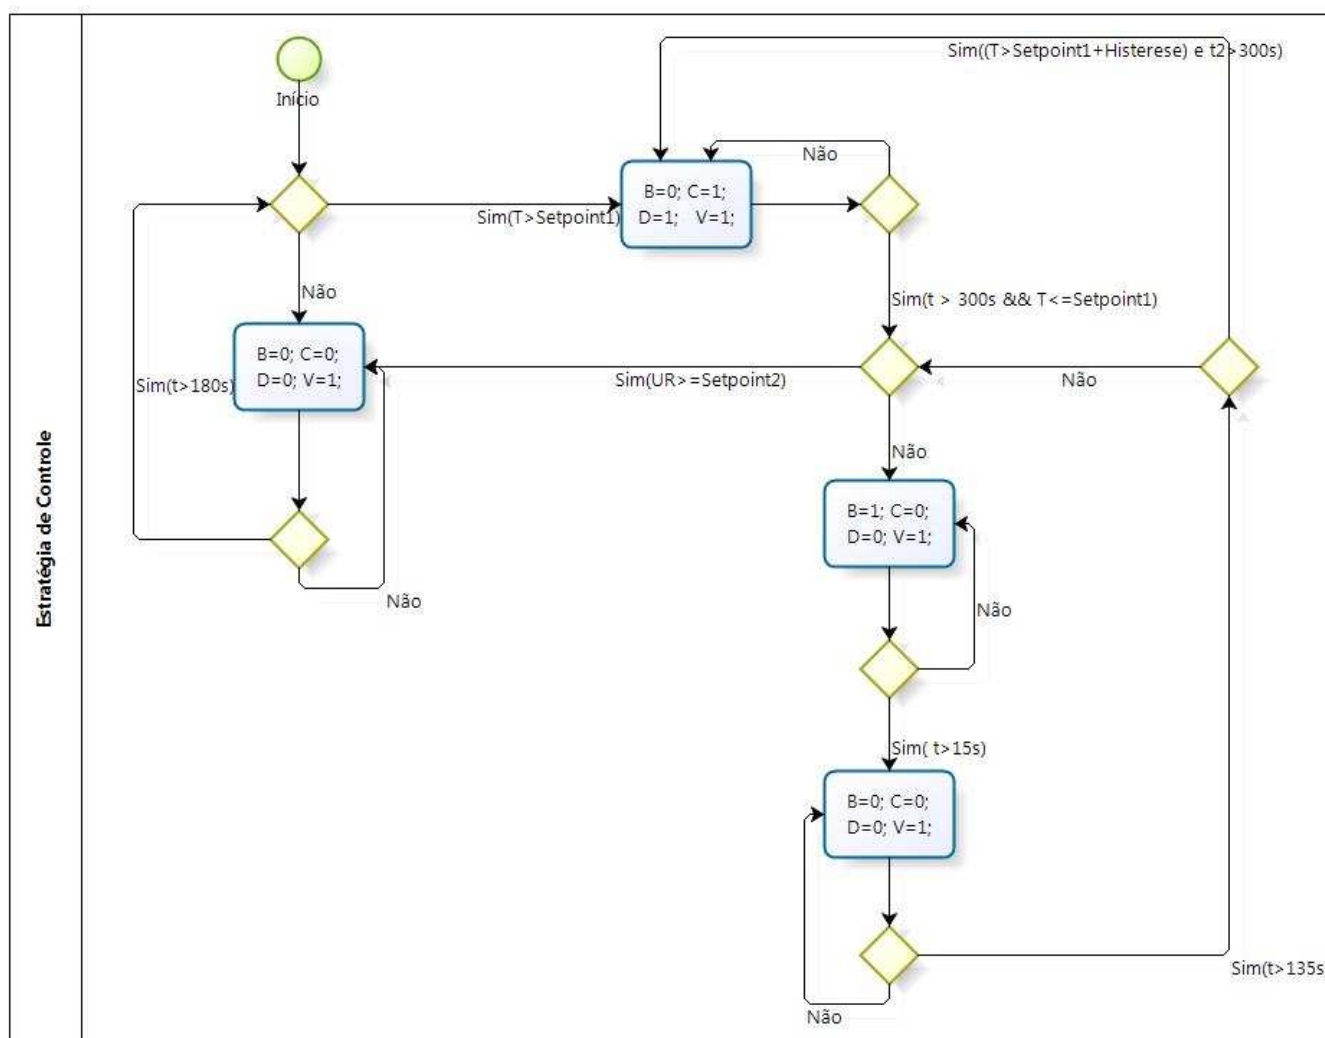 Estratégia de Controle
Início
Sim((T>Setpoint1+Histerese) e t2>300s)
Não
B=0; C=1;
D=1; V=1;
Sim(T>Setpoint1)
Não
Sim(t > 300s && T<=Setpoint1)
B=0; C=0;
D=0; V=1;
Sim(t>180s)
Sim(UR>=Setpoint2)
Não
Não
B=1; C=0;
D=0; V=1;
Não
Não
Sim( t>15s)
B=0; C=0;
D=0; V=1;
Sim(t>135s
Não